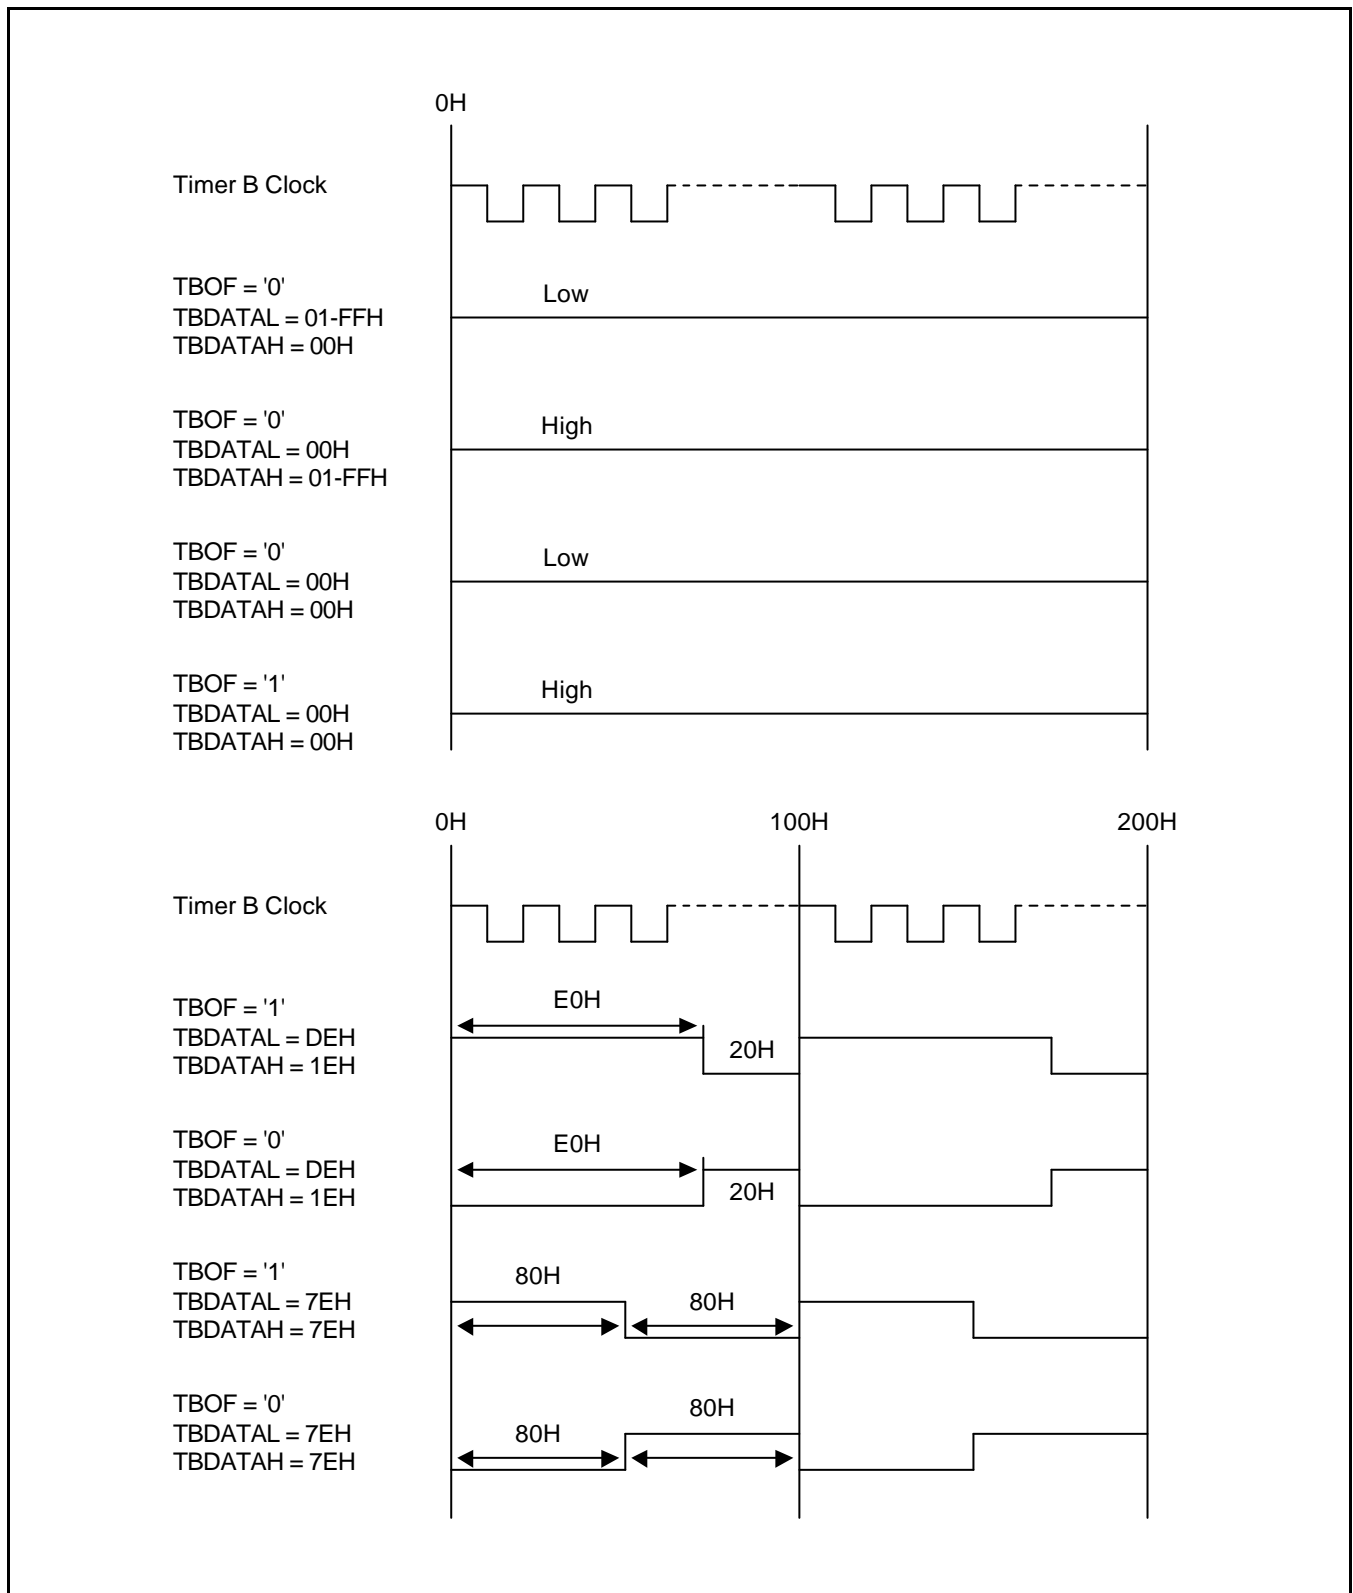 0H
Timer B Clock
TBOF = '0'
TBDATAL = 01-FFH
TBDATAH = 00H
Low
TBOF = '0'
TBDATAL = 00H
TBDATAH = 01-FFH
High
TBOF = '0'
TBDATAL = 00H
TBDATAH = 00H
Low
TBOF = '1'
TBDATAL = 00H
TBDATAH = 00H
High
0H 100H 200H
Timer B Clock
TBOF = '1'
TBDATAL = DEH
TBDATAH = 1EH
E0H
20H
TBOF = '0'
TBDATAL = DEH
TBDATAH = 1EH
E0H
20H
TBOF = '1'
TBDATAL = 7EH
TBDATAH = 7EH
80H
80H
TBOF = '0'
TBDATAL = 7EH
TBDATAH = 7EH
80H
80H